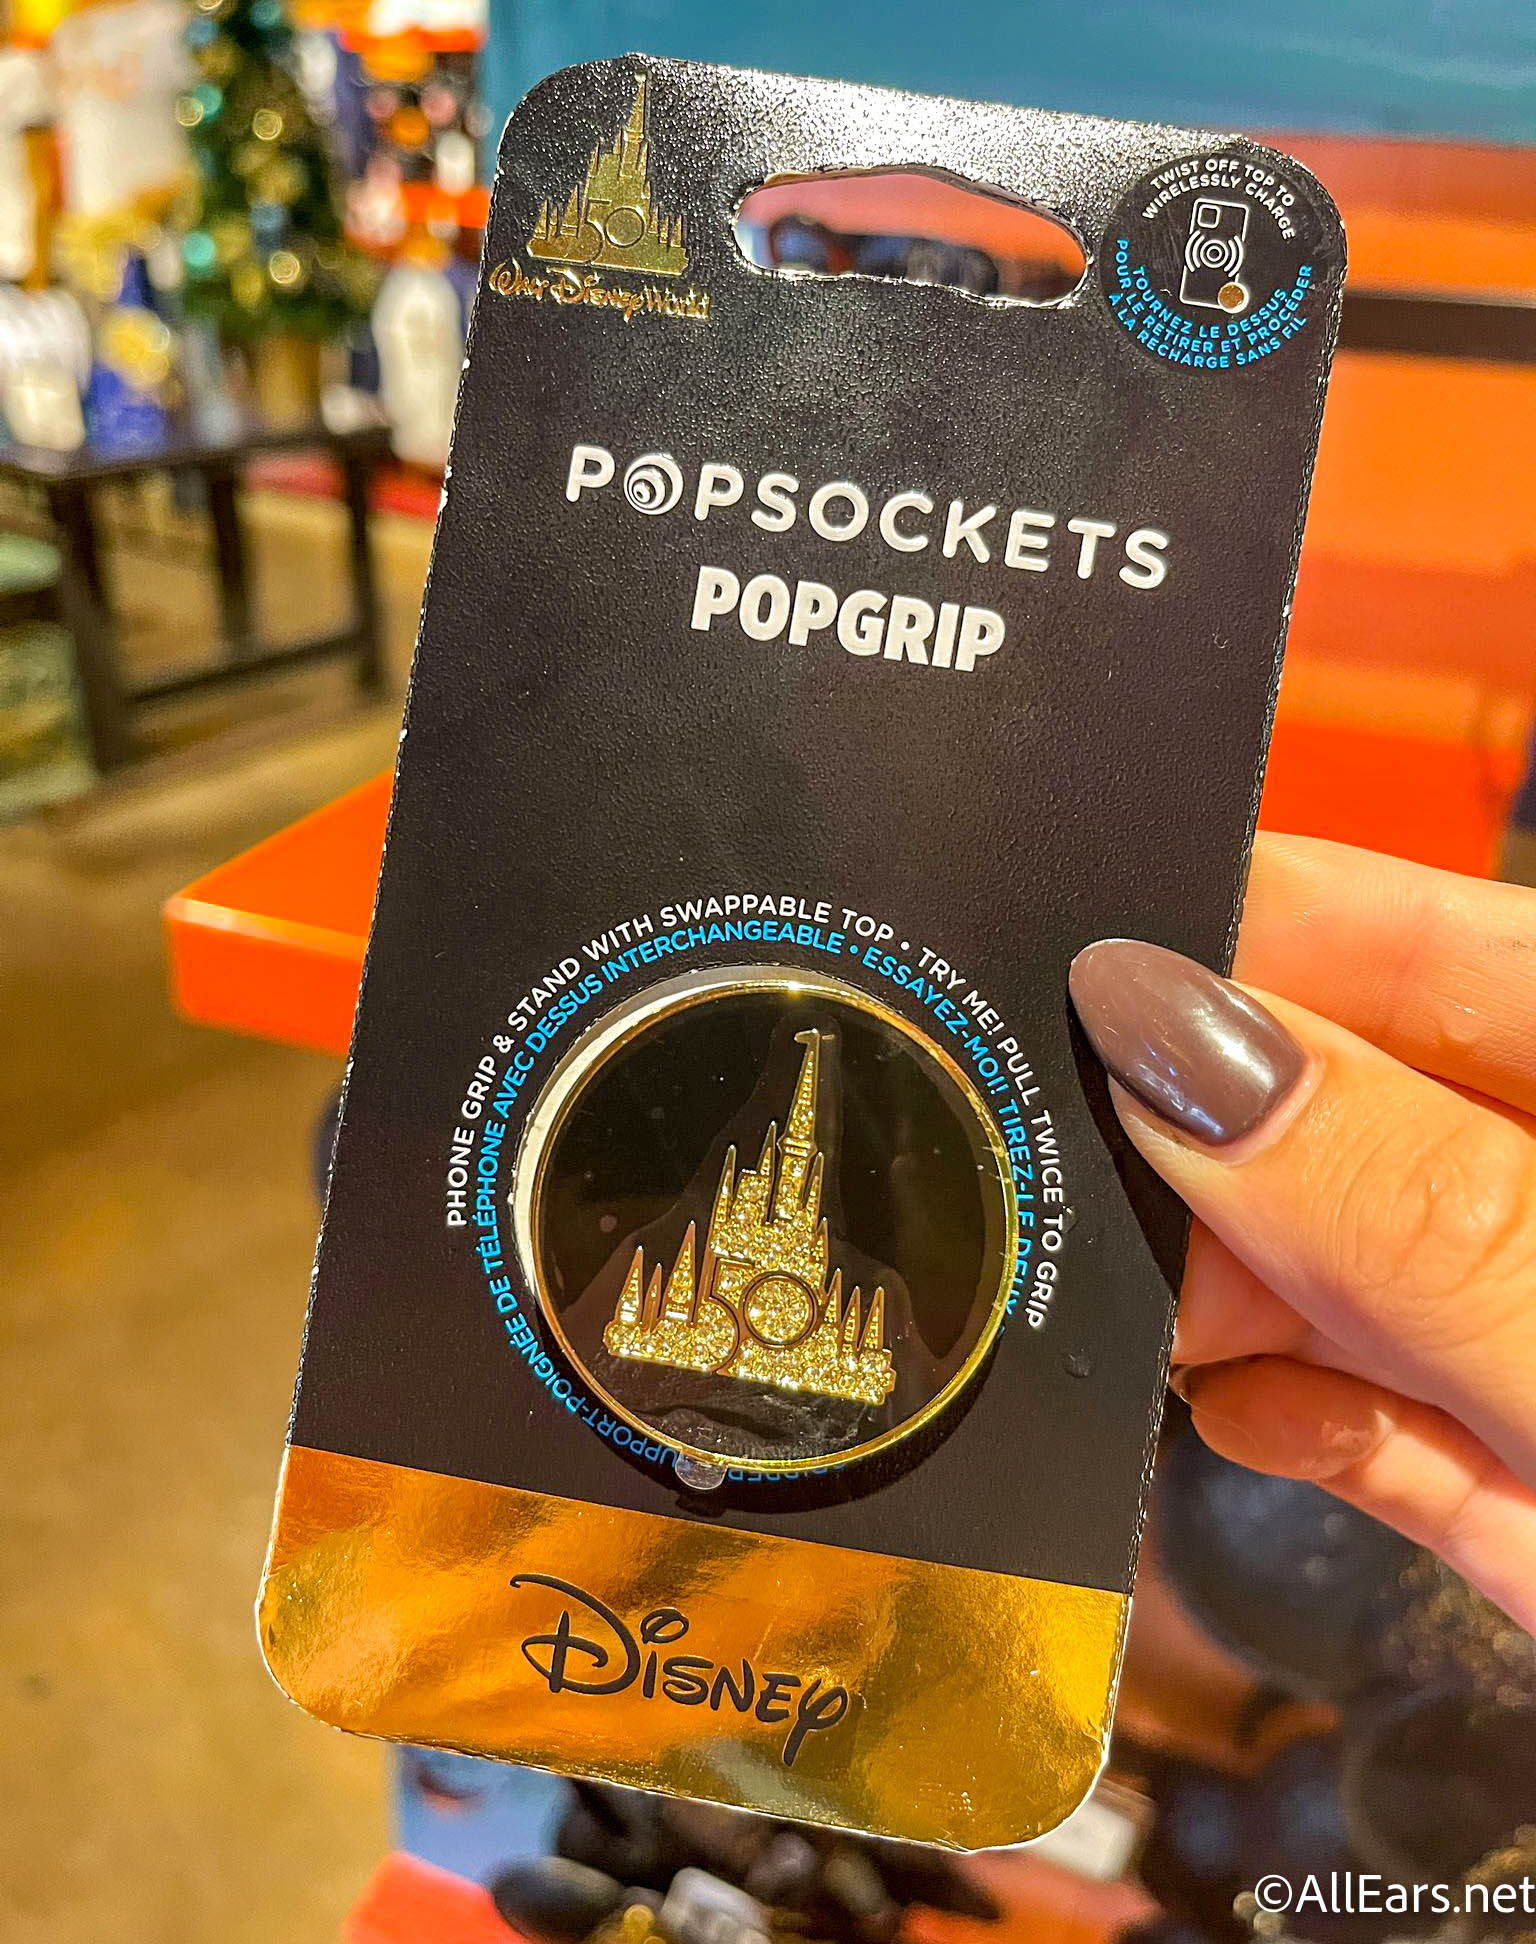 50
Walt Disney World
TWIST OFF TOP TO
WIRELESSLY CHARGE
TOURNEZ LE DESSUS
POUR LE RETIRER ET PROCÉDER
À LA RECHARGE SANS FIL
POPSOCKETS
POPGRIP
PHONE GRIP & STAND WITH SWAPPABLE TOP • TRY ME! PULL TWICE TO GRIP
SUPPORT-POIGNÉE DE TÉLÉPHONE AVEC DESSUS INTERCHANGEABLE • ESSAYEZ-MOI! TIREZ-LE DEUX
50
Disney
©AllEars.net